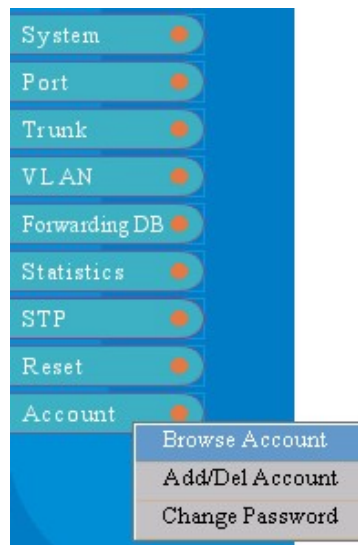 System
Port
Trunk
VLAN
Forwarding DB
Statistics
STP
Reset
Account
Browse Account
Add/Del Account
Change Password